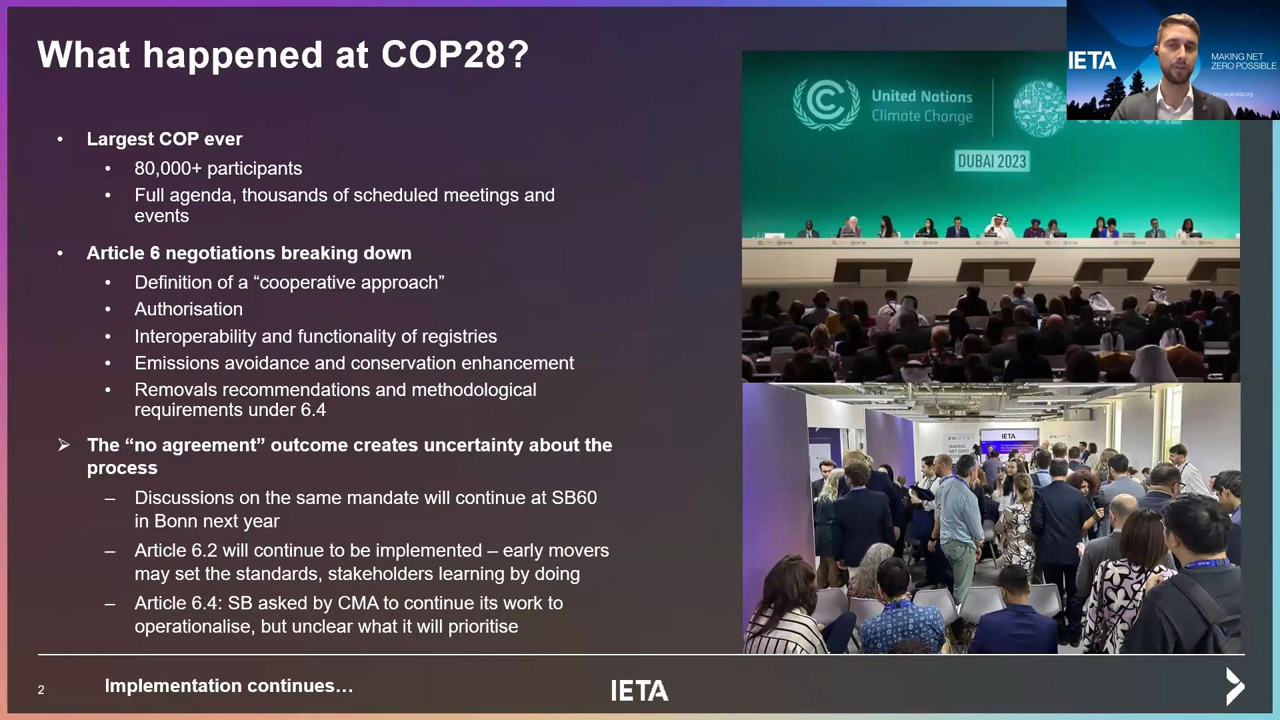 What happened at COP28?
IETA
MAKING NET
ZERO POSSIBLE
United Nations
Climate Change
DUBAI 2023
• Largest COP ever
• 80,000+ participants
• Full agenda, thousands of scheduled meetings and
events
• Article 6 negotiations breaking down
• Definition of a “cooperative approach”
• Authorisation
• Interoperability and functionality of registries
• Emissions avoidance and conservation enhancement
• Removals recommendations and methodological
requirements under 6.4
➢ The “no agreement” outcome creates uncertainty about the
process
– Discussions on the same mandate will continue at SB60
in Bonn next year
– Article 6.2 will continue to be implemented – early movers
may set the standards, stakeholders learning by doing
– Article 6.4: SB asked by CMA to continue its work to
operationalise, but unclear what it will prioritise
IETA
2
Implementation continues…
IETA